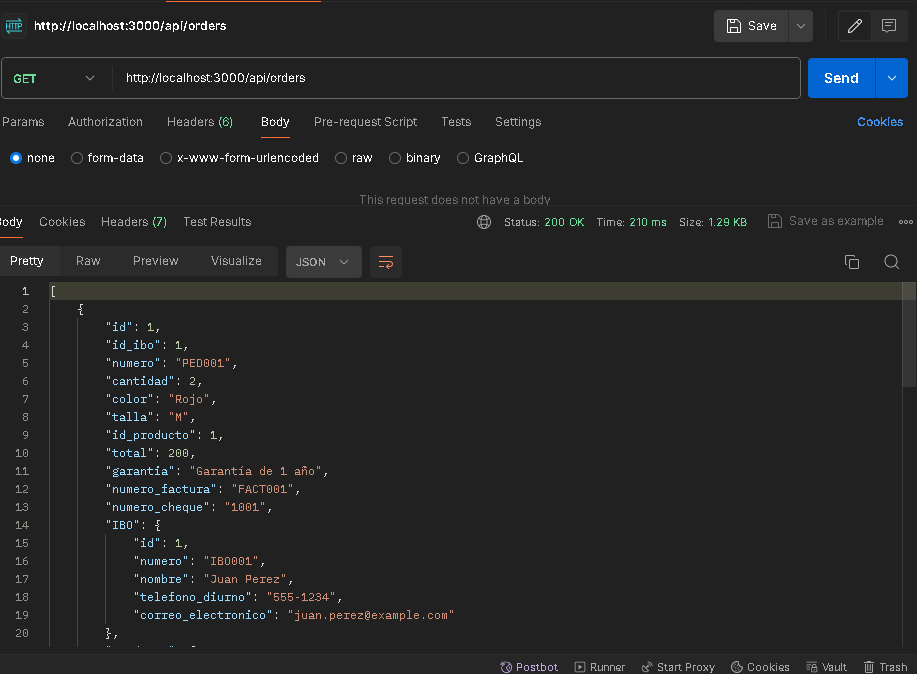 HTTP http://localhost:3000/api/orders Save
GET http://localhost:3000/api/orders Send
Params Authorization Headers (6) Body Pre-request Script Tests Settings Cookies
none form-data x-www-form-urlencoded raw binary GraphQL
This request does not have a body
Body Cookies Headers (7) Test Results Status: 200 OK Time: 210 ms Size: 1.29 KB Save as example
Pretty Raw Preview Visualize JSON
1 [
2 {
3 "id": 1,
4 "id_ibo": 1,
5 "numero": "PED001",
6 "cantidad": 2,
7 "color": "Rojo",
8 "talla": "M",
9 "id_producto": 1,
10 "total": 200,
11 "garantia": "Garantía de 1 año",
12 "numero_factura": "FACT001",
13 "numero_cheque": "1001",
14 "IBO": {
15 "id": 1,
16 "numero": "IBO001",
17 "nombre": "Juan Perez",
18 "telefono_diurno": "555-1234",
19 "correo_electronico": "juan.perez@example.com"
20 },
Postbot Runner Start Proxy Cookies Vault Trash